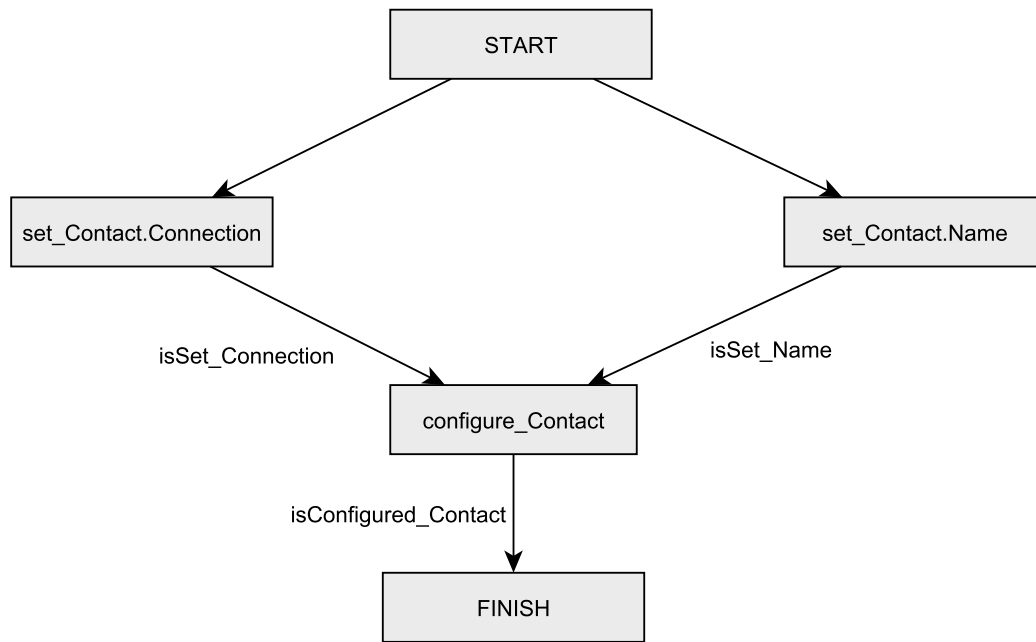 START
set_Contact.Connection
set_Contact.Name
isSet_Connection
isSet_Name
configure_Contact
isConfigured_Contact
FINISH